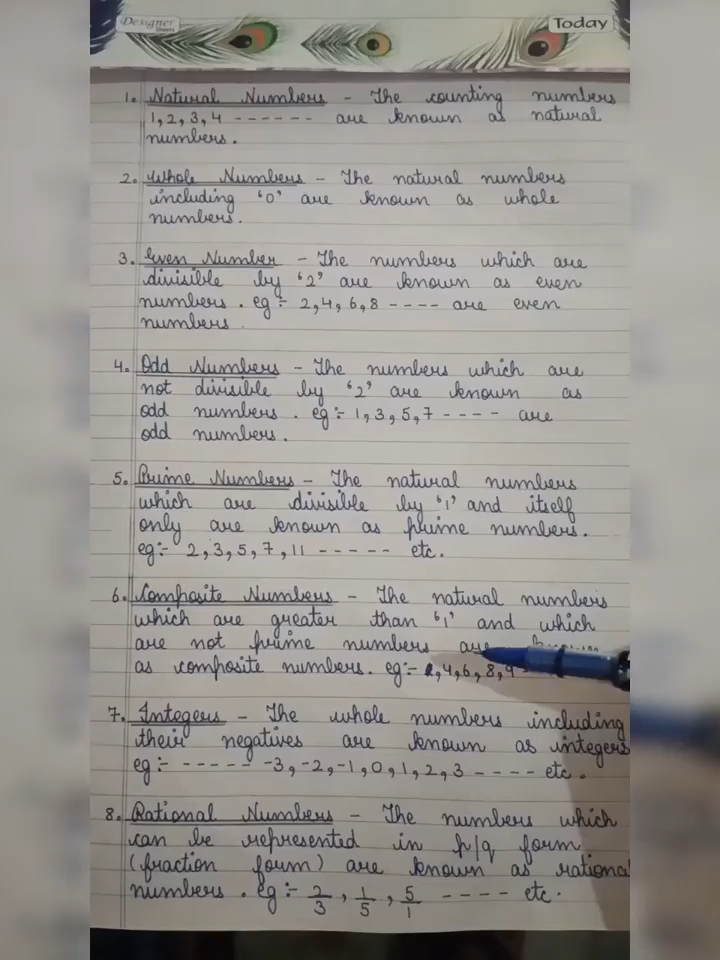 Designer
Sheets
Today
1. Natural Numbers - The counting numbers
1, 2, 3, 4 ------ are known as natural
numbers.
2. Whole Numbers - The natural numbers
including '0' are known as whole
numbers.
3. Even Number - The numbers which are
divisible by '2' are known as even
numbers. eg :- 2, 4, 6, 8 ---- are even
numbers.
4. Odd Numbers - The numbers which are
not divisible by '2' are known as
odd numbers. eg :- 1, 3, 5, 7 ---- are
odd numbers.
5. Prime Numbers - The natural numbers
which are divisible by '1' and itself
only are known as prime numbers.
eg :- 2, 3, 5, 7, 11 ----- etc.
6. Composite Numbers - The natural numbers
which are greater than '1' and which
are not prime numbers are
as composite numbers. eg :- 4, 6, 8, 9
7. Integers - The whole numbers including
their negatives are known as integers
eg :- ----- -3, -2, -1, 0, 1, 2, 3 ---- etc.
8. Rational Numbers - The numbers which
can be represented in p/q form
(fraction form) are known as rational
numbers. eg :- 2/3, 1/5, 5/1 ---- etc.